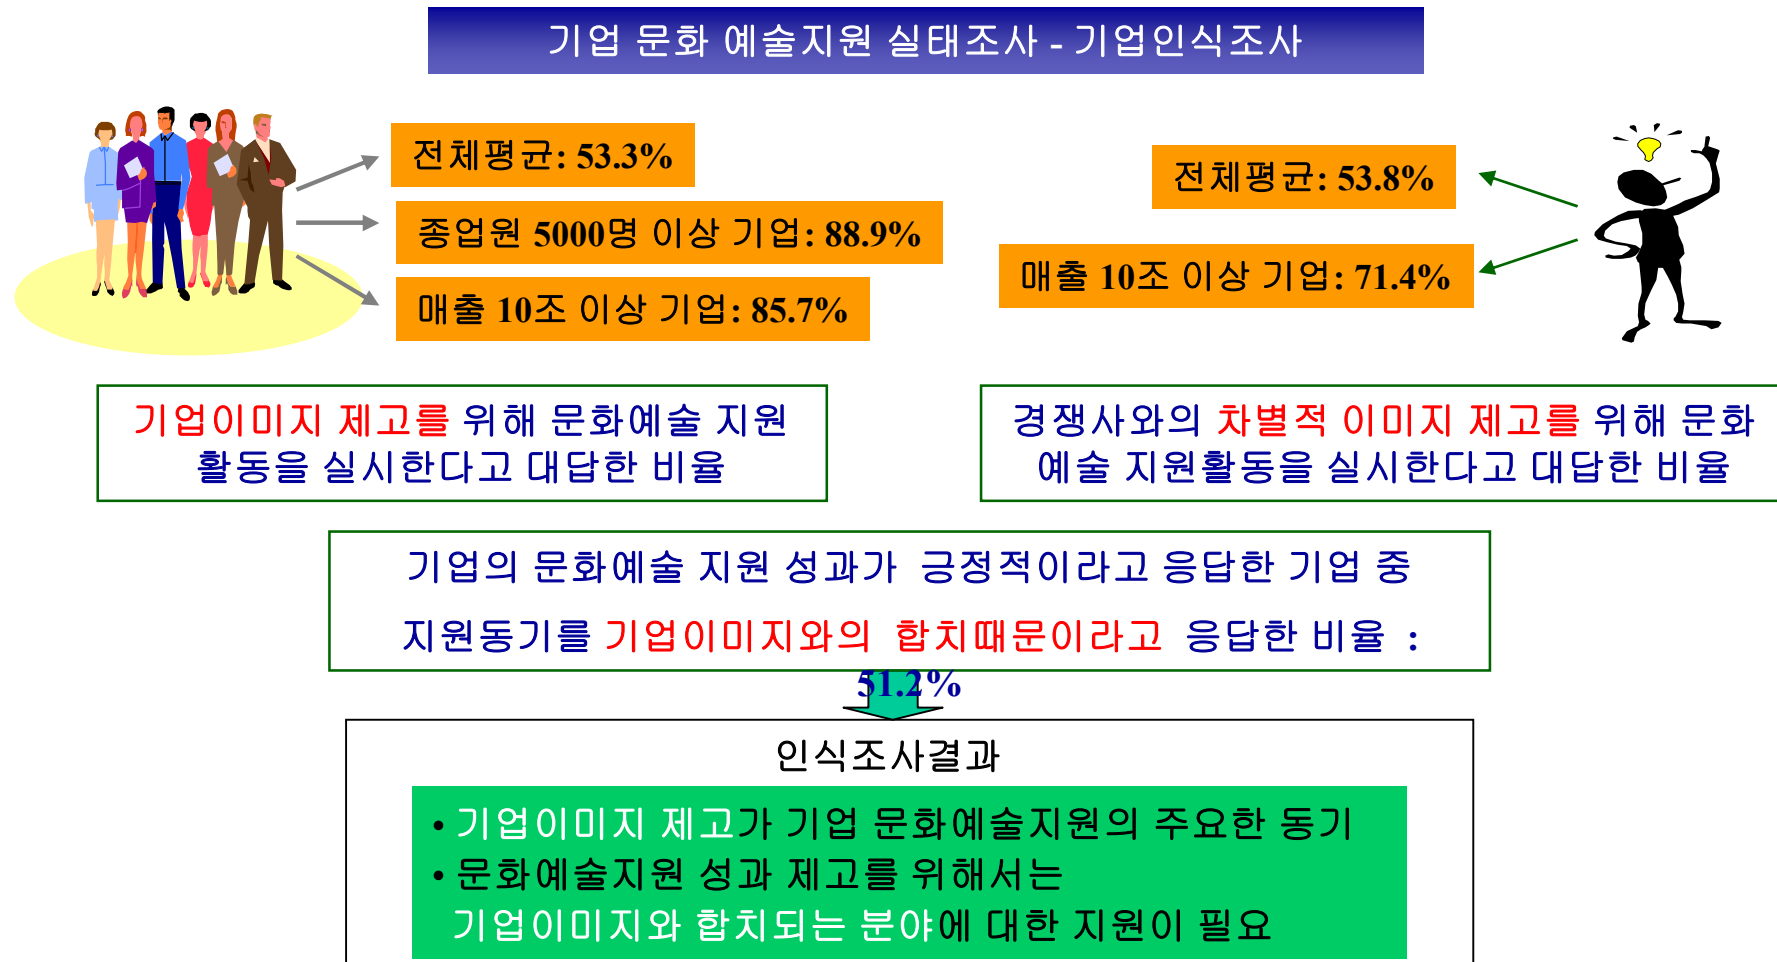 기업 문화 예술지원 실태조사 - 기업인식조사
전체평균: 53.3%
종업원 5000명 이상 기업: 88.9%
매출 10조 이상 기업: 85.7%
전체평균: 53.8%
매출 10조 이상 기업: 71.4%
기업이미지 제고를 위해 문화예술 지원
활동을 실시한다고 대답한 비율
경쟁사와의 차별적 이미지 제고를 위해 문화
예술 지원활동을 실시한다고 대답한 비율
기업의 문화예술 지원 성과가 긍정적이라고 응답한 기업 중
지원동기를 기업이미지와의 합치때문이라고 응답한 비율 :
51.2%
인식조사결과
• 기업이미지 제고가 기업 문화예술지원의 주요한 동기
• 문화예술지원 성과 제고를 위해서는
기업이미지와 합치되는 분야에 대한 지원이 필요